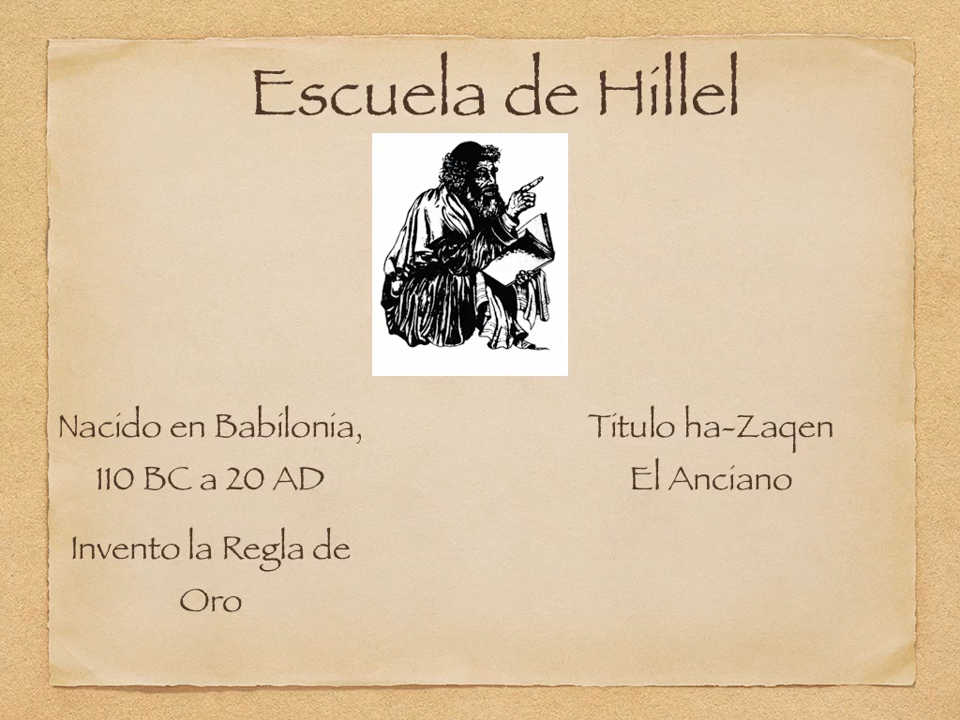 Escuela de Hillel
Nacido en Babilonia,
110 BC a 20 AD
Invento la Regla de
Oro
Titulo ha-Zaqen
El Anciano